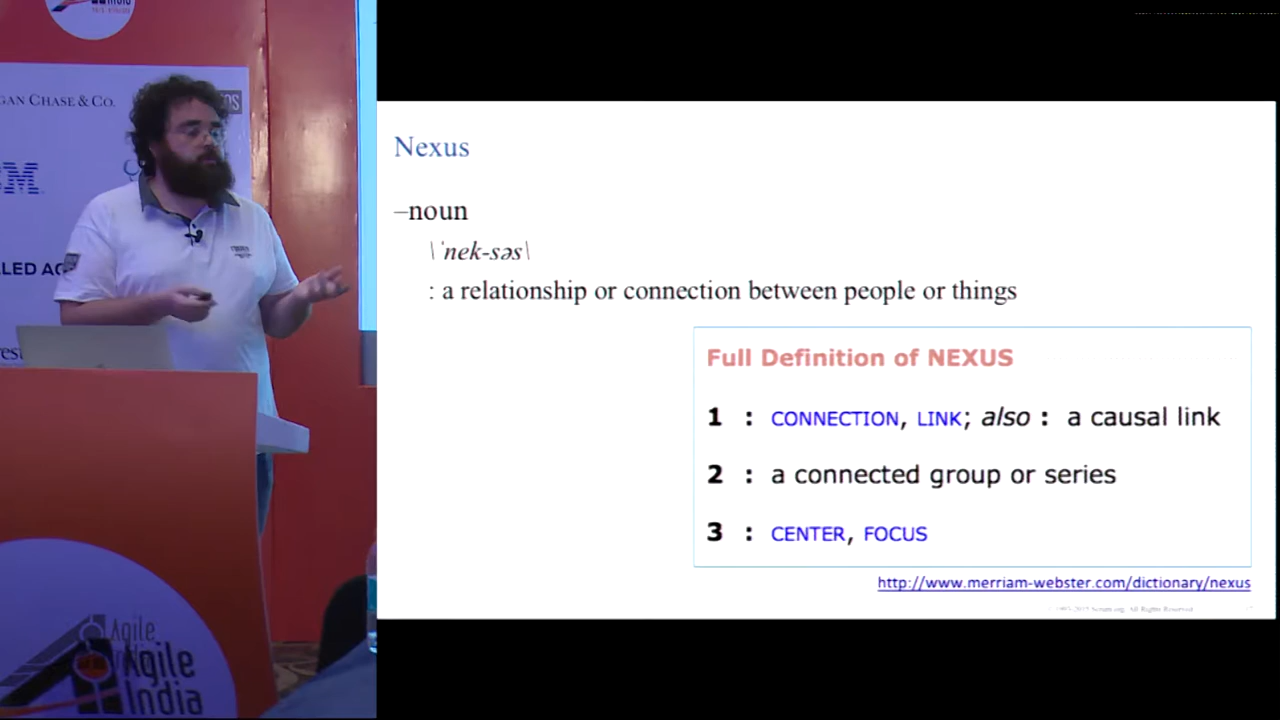 GAN CHASE & CO.
LLED AG
Agile
India
Agile
India
Nexus
–noun
\ ˈnek-səs\
: a relationship or connection between people or things
Full Definition of NEXUS
1 : CONNECTION, LINK; also : a causal link
2 : a connected group or series
3 : CENTER, FOCUS
http://www.merriam-webster.com/dictionary/nexus